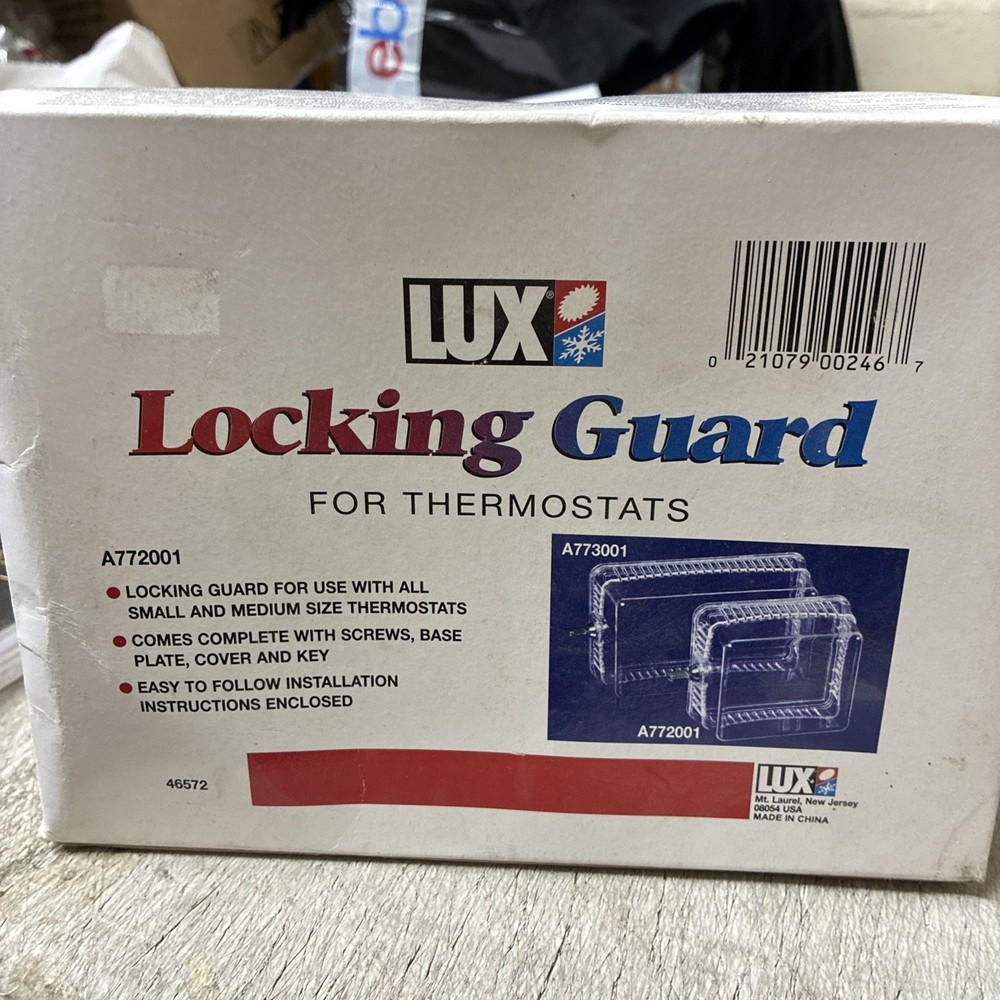 eb
LUX®
0 21079 00246 7
Locking Guard
FOR THERMOSTATS
A772001
LOCKING GUARD FOR USE WITH ALL
SMALL AND MEDIUM SIZE THERMOSTATS
COMES COMPLETE WITH SCREWS, BASE
PLATE, COVER AND KEY
EASY TO FOLLOW INSTALLATION
INSTRUCTIONS ENCLOSED
A773001
A772001
46572
LUX
Mt. Laurel, New Jersey
08054 USA
MADE IN CHINA